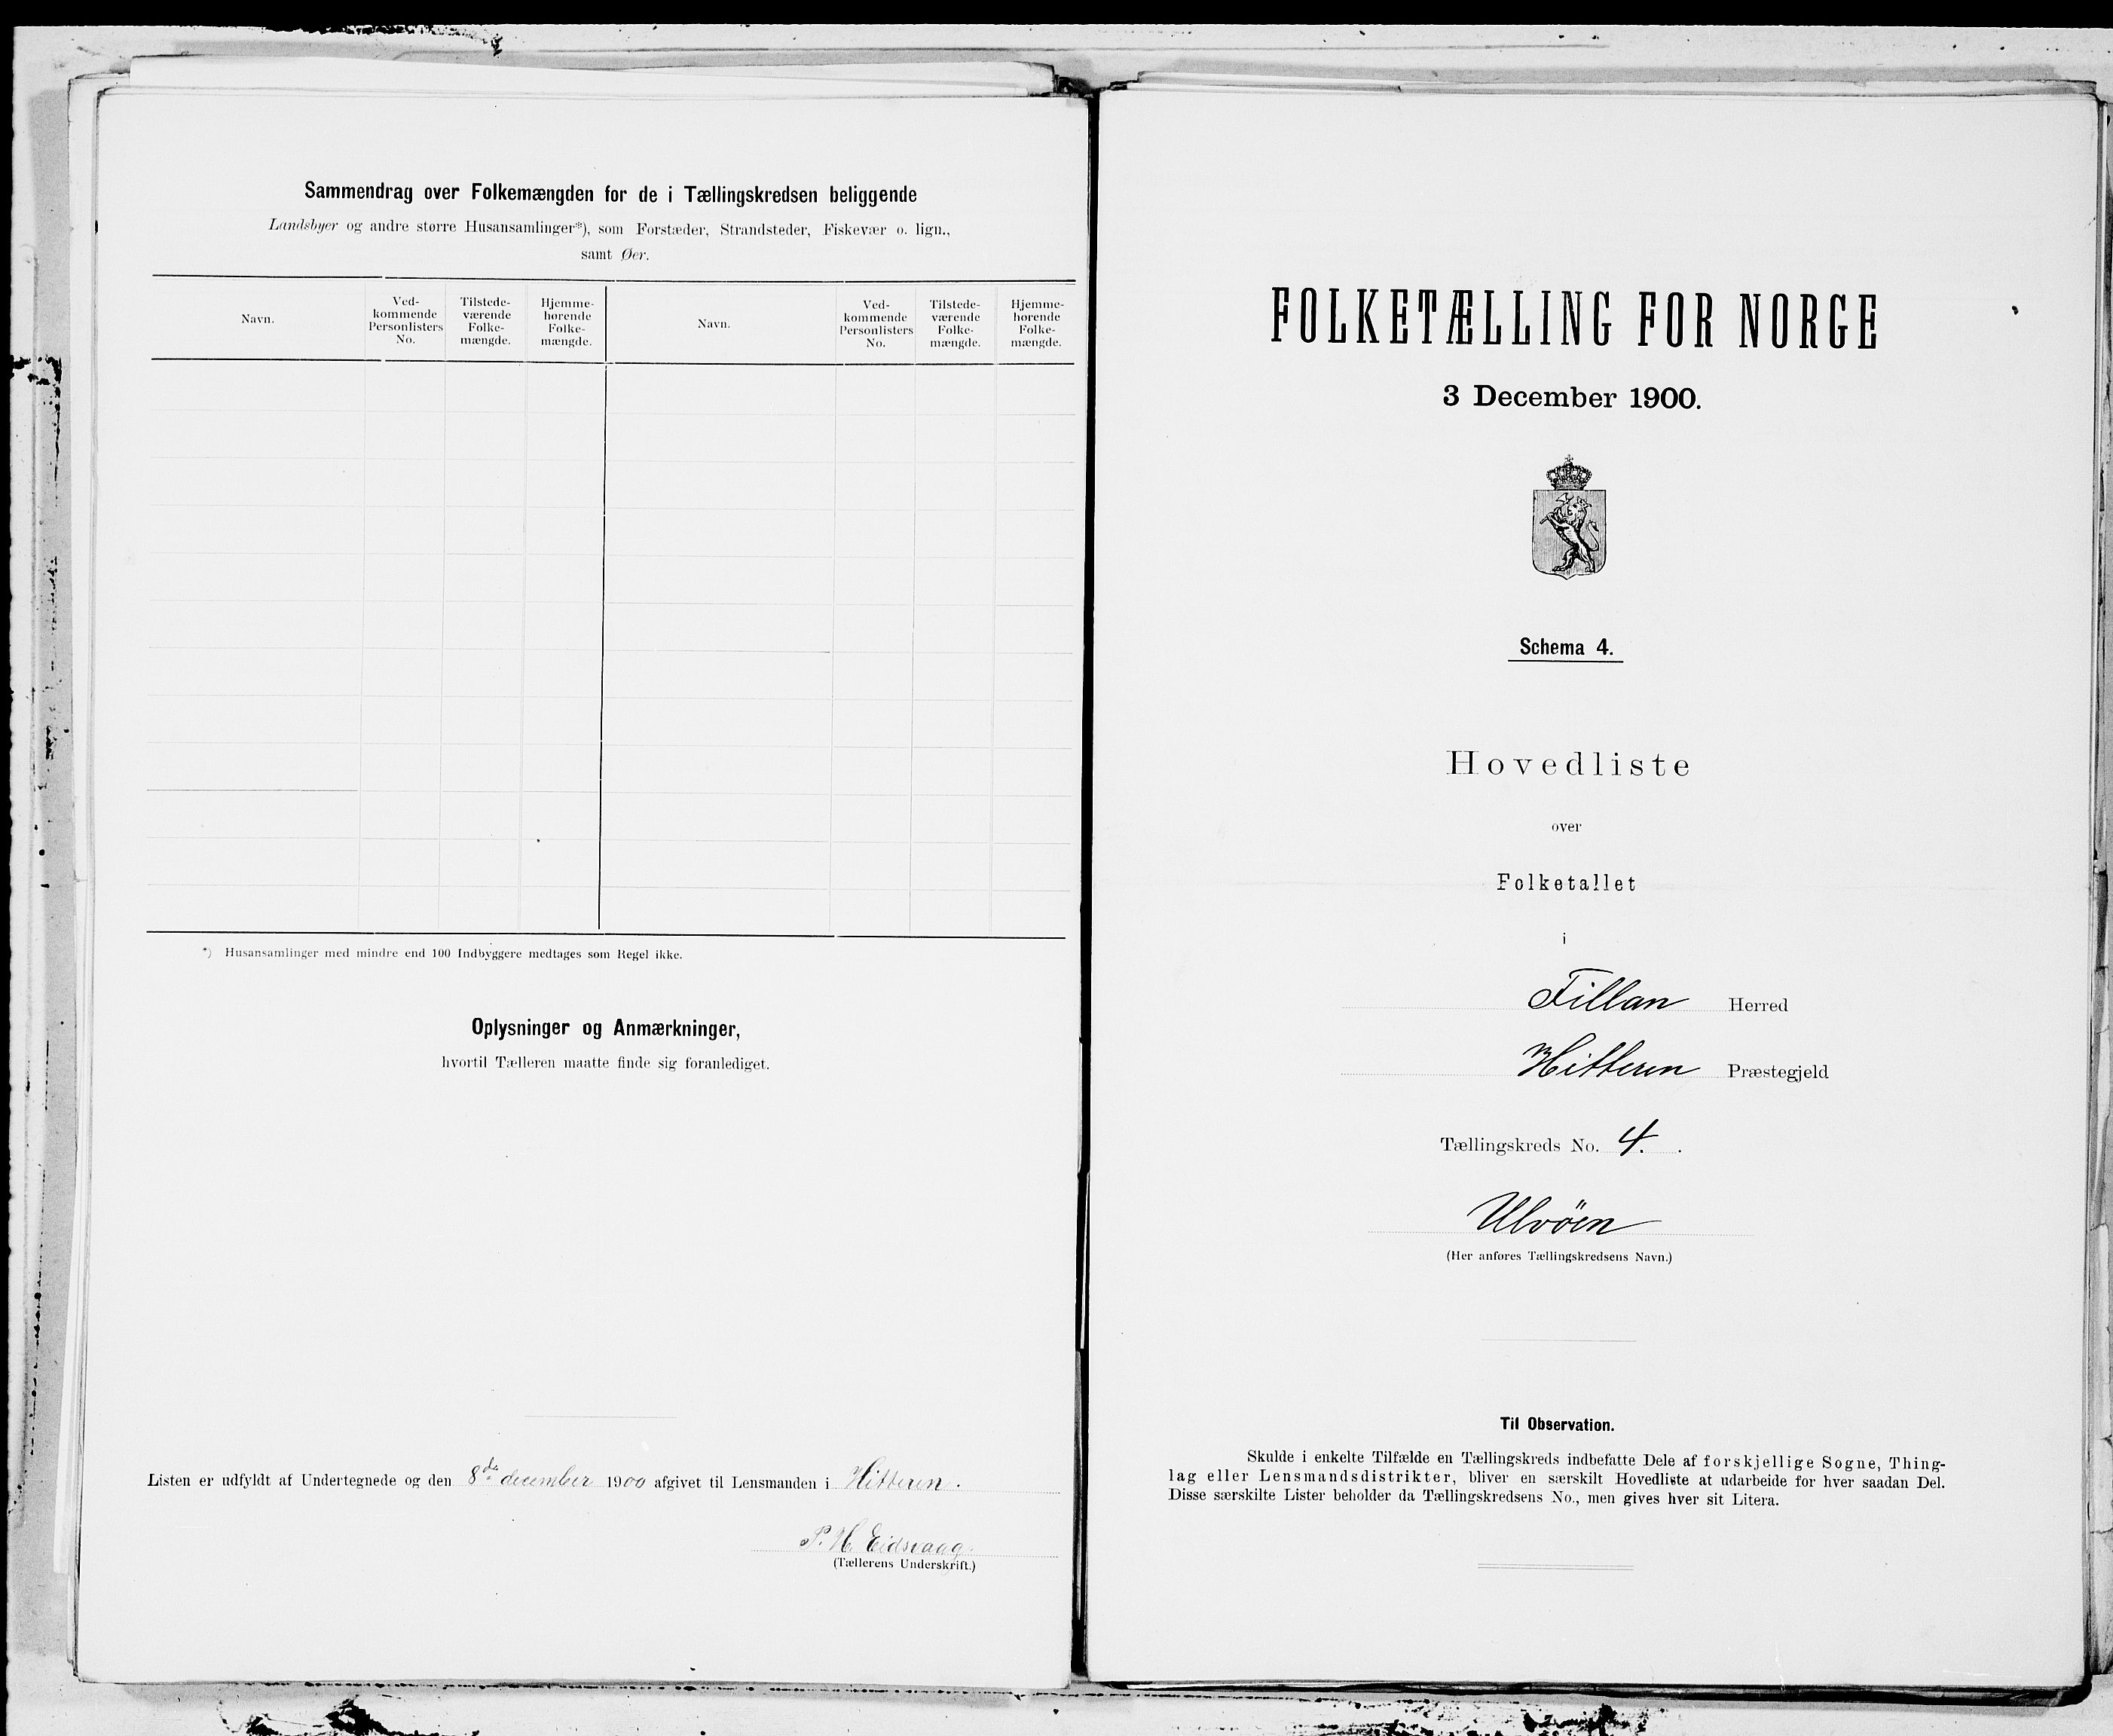 Sammendrag over Folkemængden for de i Tællingskredsen beliggende
Landsbyer og andre større Husansamlinger*), som Forstæder, Strandsteder, Fiskevær o. lign.,
samt Øer.
Navn.
Ved-
kommende
Personlisters
No.
Tilstede-
værende
Folke-
mængde.
Hjemme-
hørende
Folke-
mængde.
Navn.
Ved-
kommende
Personlisters
No.
Tilstede-
værende
Folke-
mængde.
Hjemme-
hørende
Folke-
mængde.
*) Husansamlinger med mindre end 100 Indbyggere medtages som Regel ikke.
Oplysninger og Anmærkninger,
hvortil Tælleren maatte finde sig foranlediget.
Listen er udfyldt af Undertegnede og den 8de december 1900 afgivet til Lensmanden i Hitteren.
P. H. Eidsvaag.
(Tællerens Underskrift.)
FOLKETÆLLING FOR NORGE
3 December 1900.
Schema 4.
Hovedliste
over
Folketallet
i
Fillan Herred
Hitteren Præstegjeld
Tællingskreds No. 4.
Ulvöen
(Her anføres Tællingskredsens Navn.)
Til Observation.
Skulde i enkelte Tilfælde en Tællingskreds indbefatte Dele af forskjellige Sogne, Thing-
lag eller Lensmandsdistrikter, bliver en særskilt Hovedliste at udarbeide for hver saadan Del.
Disse særskilte Lister beholder da Tællingskredsens No., men gives hver sit Litera.